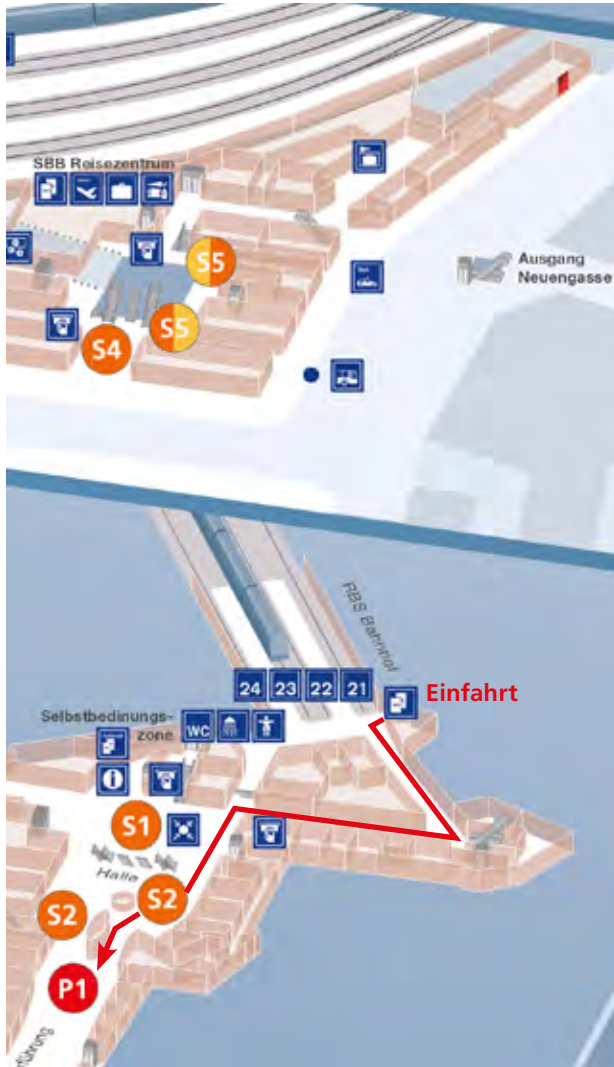 SBB Reisezentrum
S5
S5
S4
Ausgang
Neuengasse
RBS Bahnhof
24 23 22 21
Einfahrt
Selbstbedinungs-
zone
WC
S1
Halle
S2
S2
P1